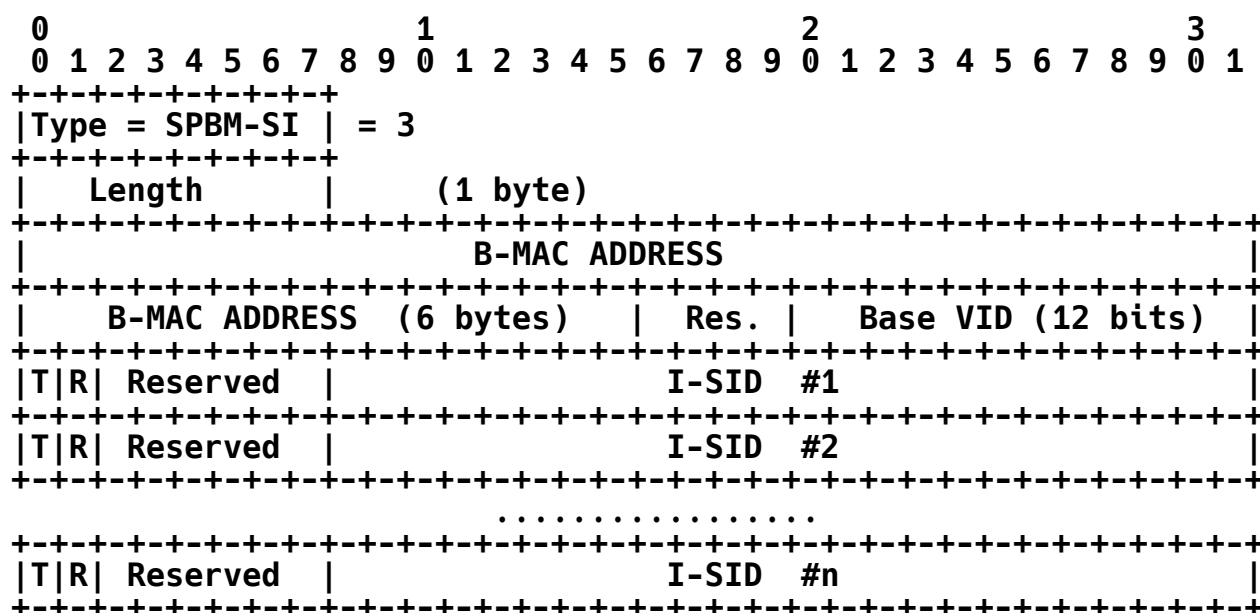 0                   1                   2                   3
 0 1 2 3 4 5 6 7 8 9 0 1 2 3 4 5 6 7 8 9 0 1 2 3 4 5 6 7 8 9 0 1
+-+-+-+-+-+-+-+-+
|Type = SPBM-SI | = 3
+-+-+-+-+-+-+-+-+
|   Length      |     (1 byte)
+-+-+-+-+-+-+-+-+-+-+-+-+-+-+-+-+-+-+-+-+-+-+-+-+-+-+-+-+-+-+-+-+
|                       B-MAC ADDRESS                           |
+-+-+-+-+-+-+-+-+-+-+-+-+-+-+-+-+-+-+-+-+-+-+-+-+-+-+-+-+-+-+-+-+
|    B-MAC ADDRESS  (6 bytes)   |  Res. |   Base VID (12 bits)  |
+-+-+-+-+-+-+-+-+-+-+-+-+-+-+-+-+-+-+-+-+-+-+-+-+-+-+-+-+-+-+-+-+
|T|R| Reserved  |                 I-SID  #1                     |
+-+-+-+-+-+-+-+-+-+-+-+-+-+-+-+-+-+-+-+-+-+-+-+-+-+-+-+-+-+-+-+-+
|T|R| Reserved  |                 I-SID  #2                     |
+-+-+-+-+-+-+-+-+-+-+-+-+-+-+-+-+-+-+-+-+-+-+-+-+-+-+-+-+-+-+-+-+
                         .................
+-+-+-+-+-+-+-+-+-+-+-+-+-+-+-+-+-+-+-+-+-+-+-+-+-+-+-+-+-+-+-+-+
|T|R| Reserved  |                 I-SID  #n                     |
+-+-+-+-+-+-+-+-+-+-+-+-+-+-+-+-+-+-+-+-+-+-+-+-+-+-+-+-+-+-+-+-+